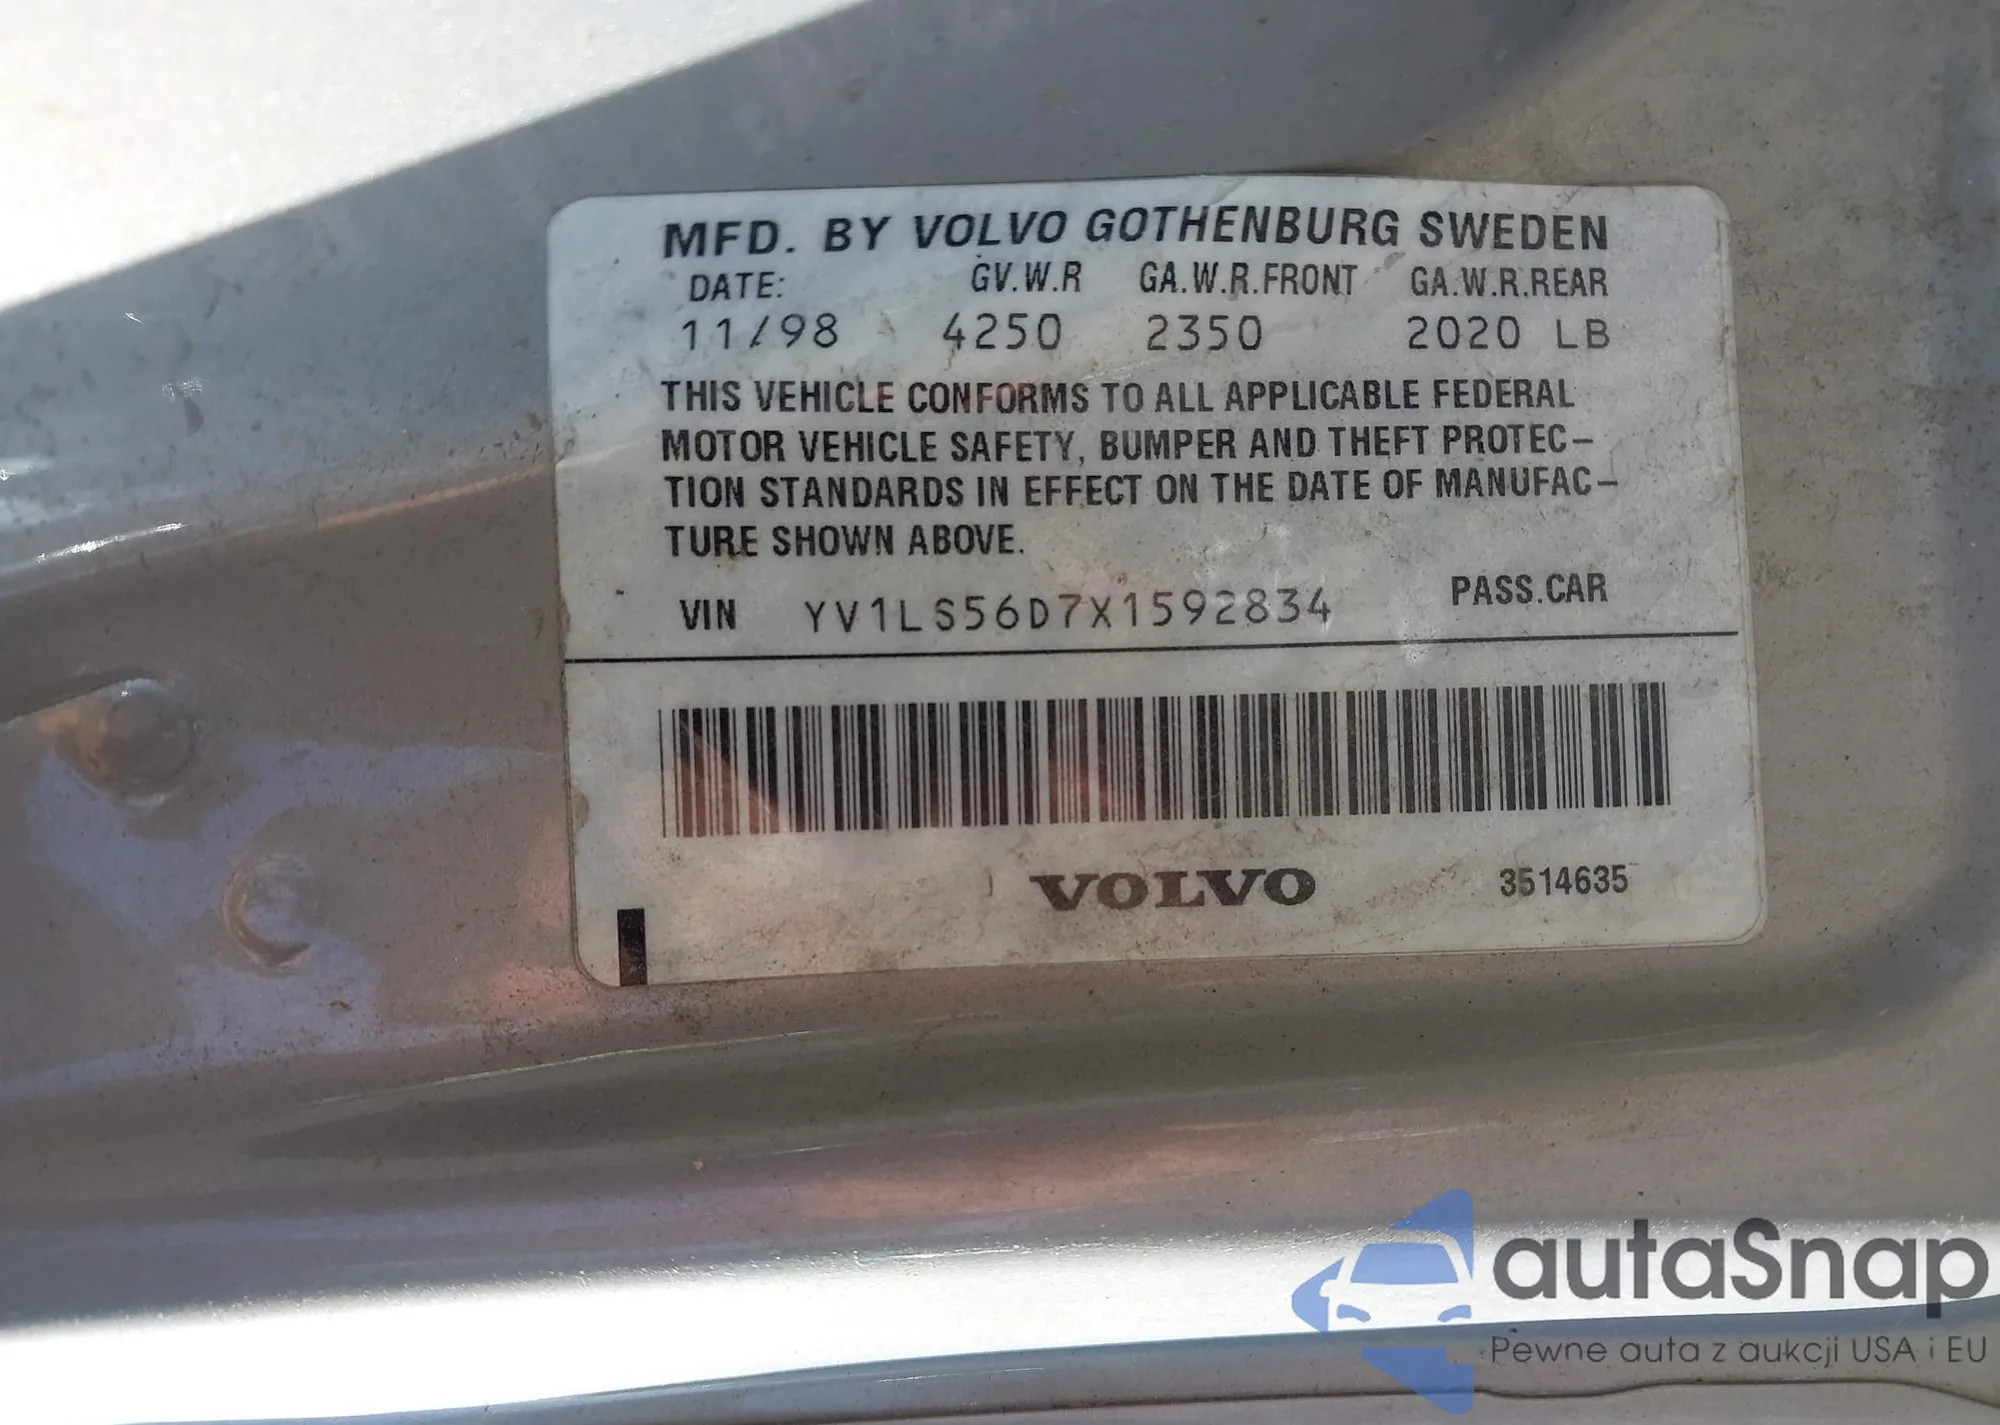 MFD. BY VOLVO GOTHENBURG SWEDEN
DATE: GV.W.R GA.W.R.FRONT GA.W.R.REAR
11/98 4250 2350 2020 LB
THIS VEHICLE CONFORMS TO ALL APPLICABLE FEDERAL
MOTOR VEHICLE SAFETY, BUMPER AND THEFT PROTEC-
TION STANDARDS IN EFFECT ON THE DATE OF MANUFAC-
TURE SHOWN ABOVE.
VIN YV1LS56D7X1592834 PASS.CAR
VOLVO 3514635
autaSnap
Pewne auta z aukcji USA i EU